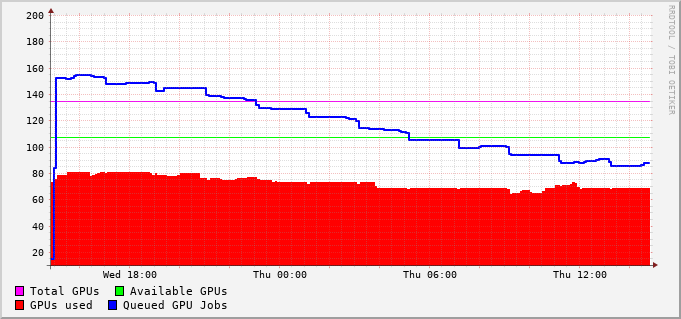 200
180
160
140
120
100
80
60
40
20
Wed 18:00 Thu 00:00 Thu 06:00 Thu 12:00
Total GPUs Available GPUs
GPUs used Queued GPU Jobs
RRDTOOL / TOBI OETIKER